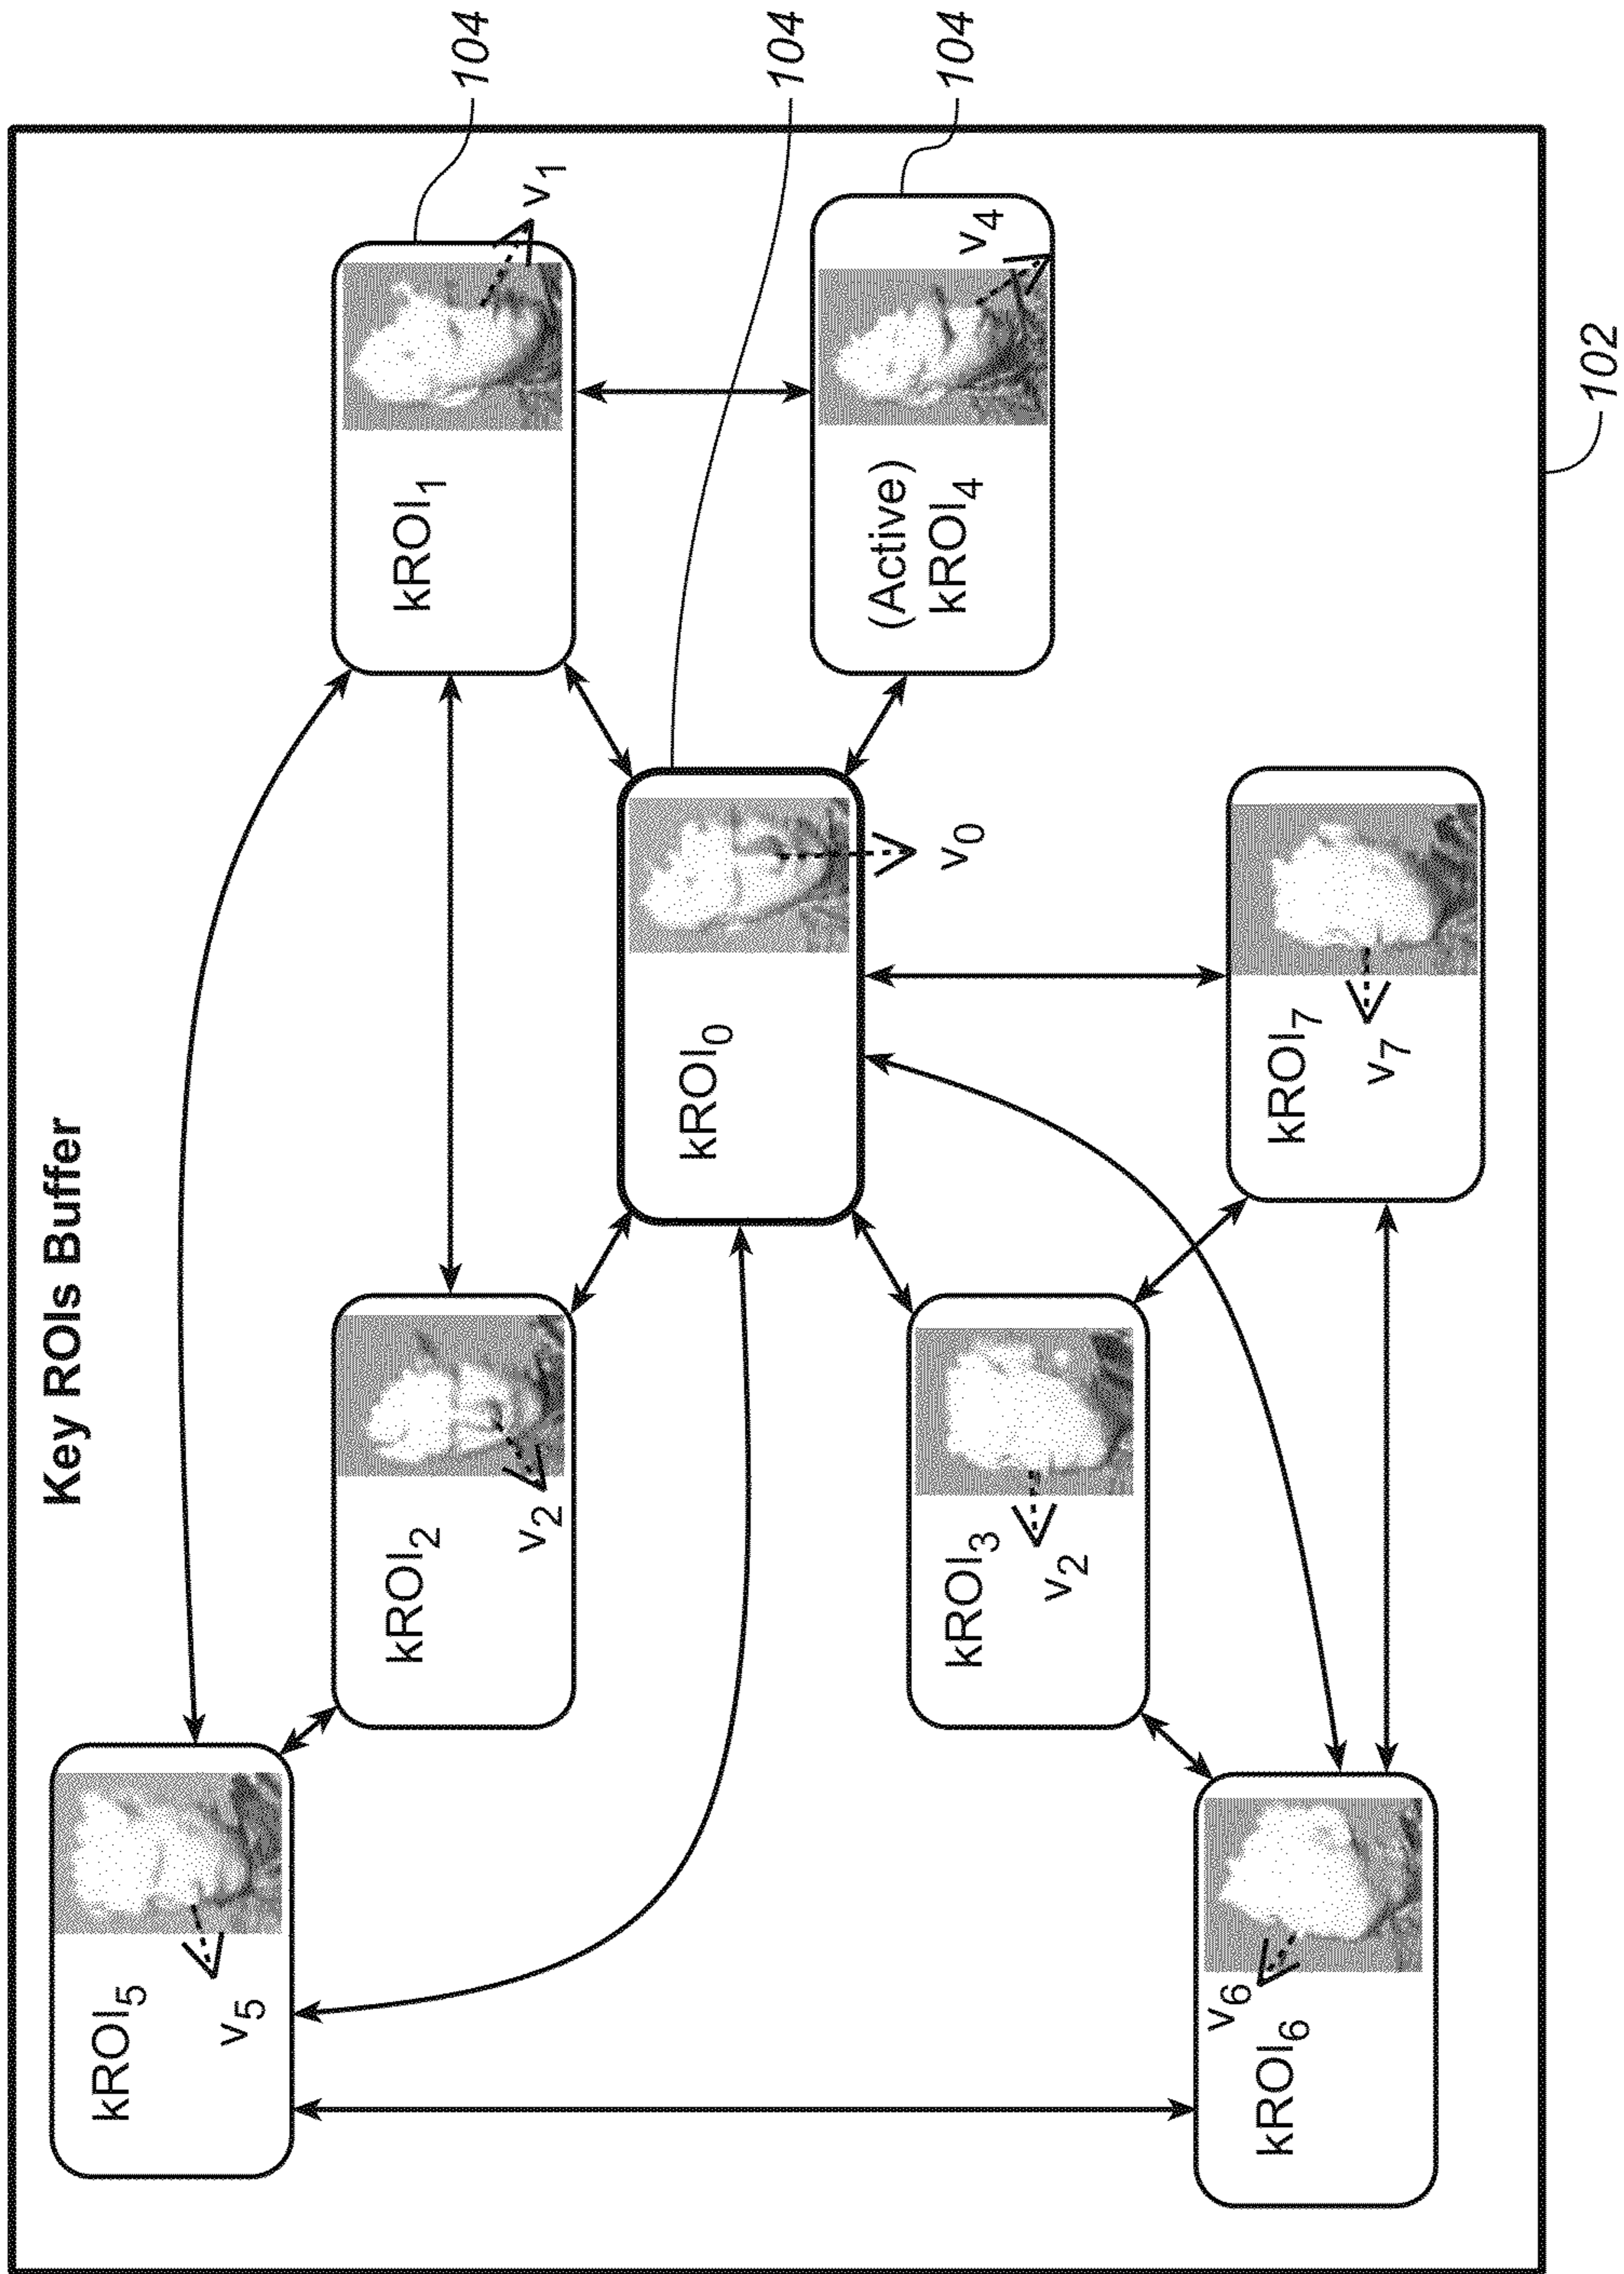 Key ROIs Buffer
kROI5
v5
kROI2
v2
kROI1
v1
104
kROI0
v0
104
kROI3
v2
(Active)
kROI4
v4
104
kROI6
v6
kROI7
v7
102